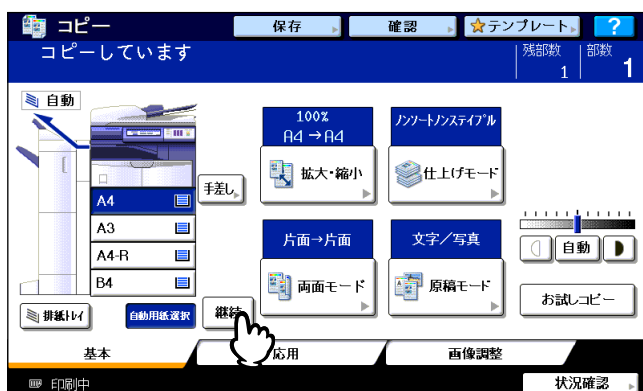 コピー
保存
確認
テンプレート
?
コピーしています
残部数
1
部数
1
自動
100%
A4→A4
ノンソートノンステイプル
拡大・縮小
仕上げモード
手差し
A4
A3
A4-R
B4
片面→片面
文字/写真
両面モード
原稿モード
自動
お試しコピー
排紙トレイ
自動用紙選択
継続
基本
応用
画像調整
印刷中
状況確認